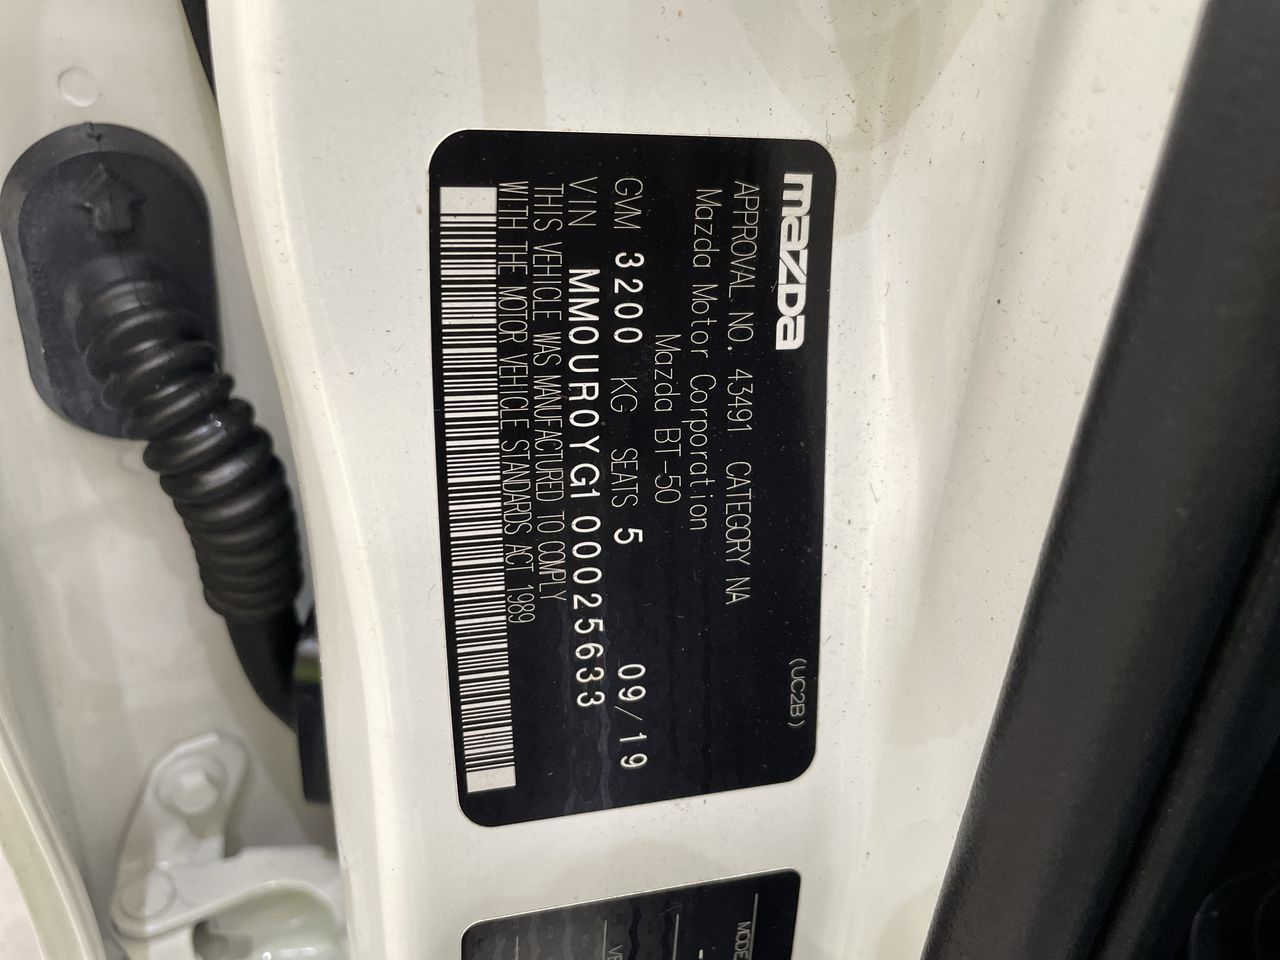 mazda (UC2B)
APPROVAL NO. 43491 CATEGORY NA
Mazda Motor Corporation
Mazda BT-50
GVM 3200 KG SEATS 5 09/19
VIN MM0UR0YG100025633
THIS VEHICLE WAS MANUFACTURED TO COMPLY
WITH THE MOTOR VEHICLE STANDARDS ACT 1989